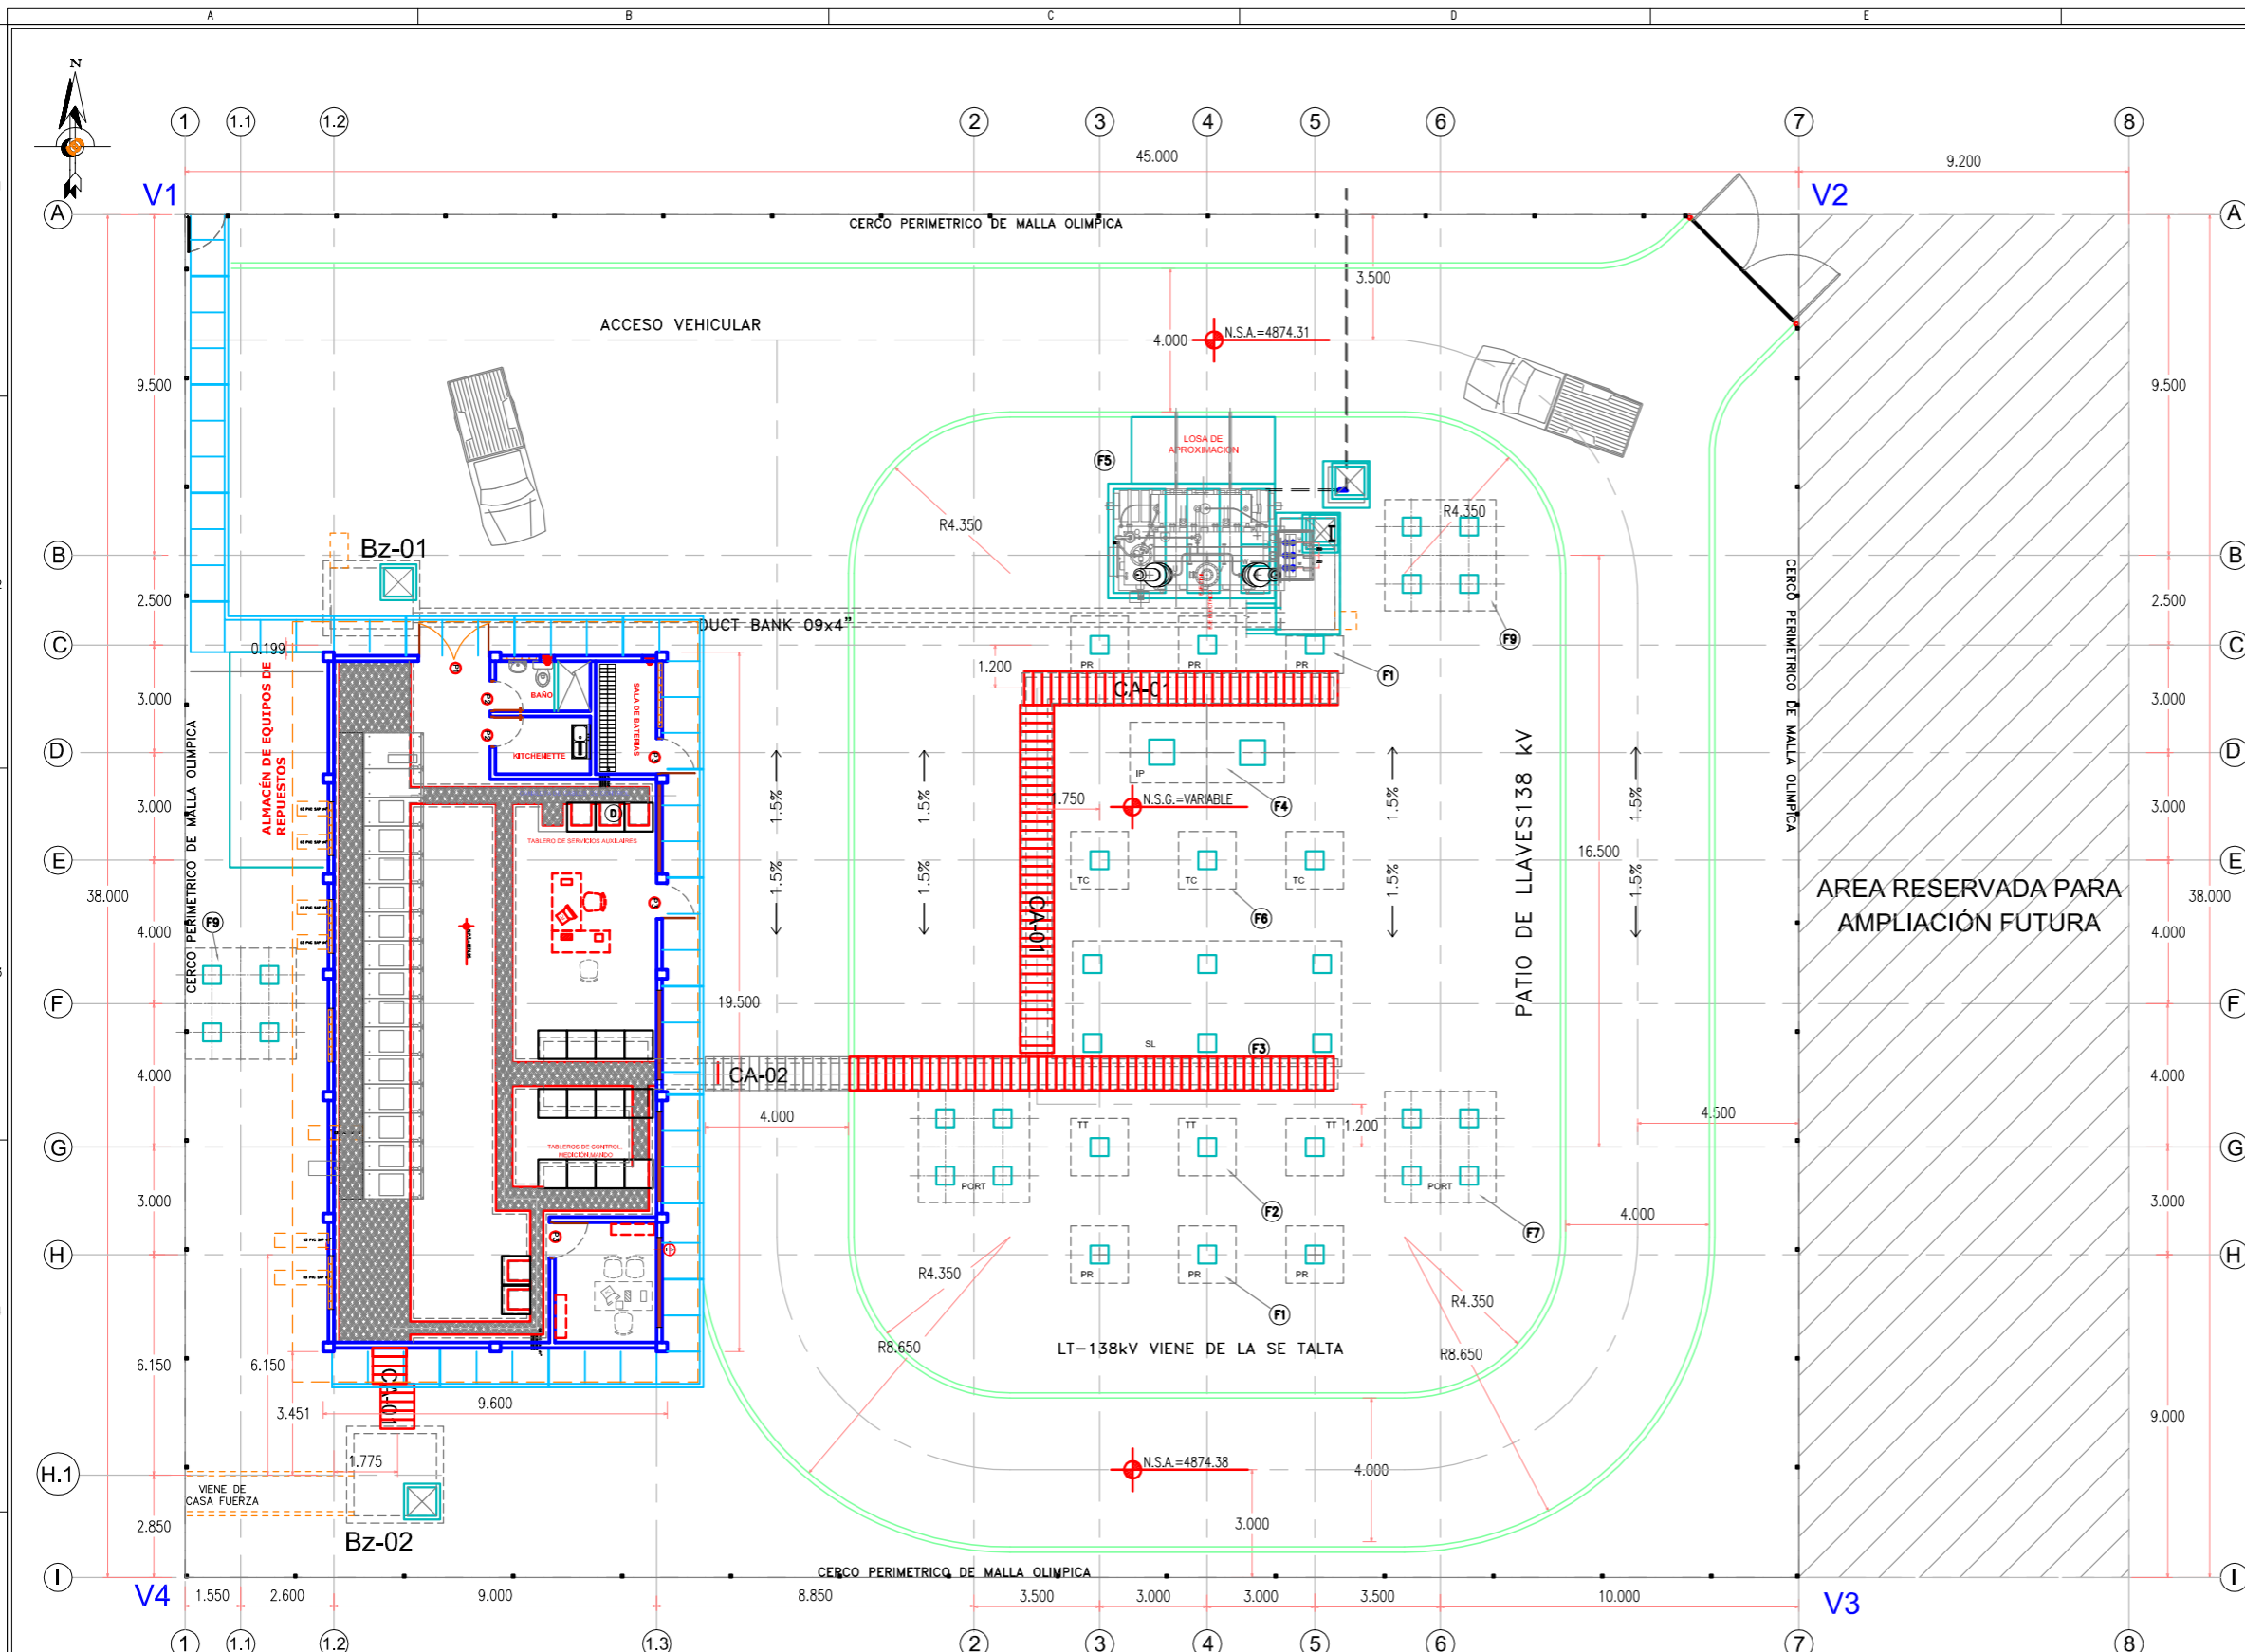 A B C D E
N
1 1.1 1.2 2 3 4 5 6 7 8
45.000
9.200
V1
V2
A
A
CERCO PERIMETRICO DE MALLA OLIMPICA
3.500
ACCESO VEHICULAR
4.000
N.S.A.=4874.31
9.500
9.500
LOSA DE
APROXIMACION
F5
R4.350
R4.350
B
Bz-01
B
2.500
2.500
CERCO PERIMETRICO DE MALLA OLIMPICA
DUCT BANK 09x4"
F9
C
0.199
C
PR
PR
PR
F1
1.200
CA-01
BAÑO
SALA DE BATERIAS
KITCHENETTE
3.000
3.000
ALMACÉN DE EQUIPOS DE
REPUESTOS
CERCO PERIMETRICO DE MALLA OLIMPICA
D
D
IP
F4
1.750
N.S.G.=VARIABLE
1.5%
1.5%
1.5%
1.5%
3.000
3.000
D
TABLERO DE SERVICIOS AUXILIARES
PATIO DE LLAVES138 kV
16.500
E
E
1.5%
1.5%
1.5%
1.5%
TC
TC
TC
F6
38.000
38.000
AREA RESERVADA PARA
AMPLIACIÓN FUTURA
F9
4.000
4.000
CA-01
F
F
19.500
SL
F3
4.000
4.000
CA-02
4.000
4.500
TT
TT
TT
1.200
G
G
TABLEROS DE CONTROL
MEDICION,MANDO
PORT
PORT
F2
F7
3.000
3.000
4.000
H
H
PR
PR
PR
F1
R4.350
R4.350
LT-138kV VIENE DE LA SE TALTA
R8.650
R8.650
6.150
6.150
CA-01
9.600
3.451
9.000
1.775
H.1
N.S.A.=4874.38
4.000
VIENE DE
CASA FUERZA
2.850
3.000
Bz-02
CERCO PERIMETRICO DE MALLA OLIMPICA
I
I
V4
V3
1.550 2.600 9.000 8.850 3.500 3.000 3.000 3.500 10.000
1 1.1 1.2 1.3 2 3 4 5 6 7 8